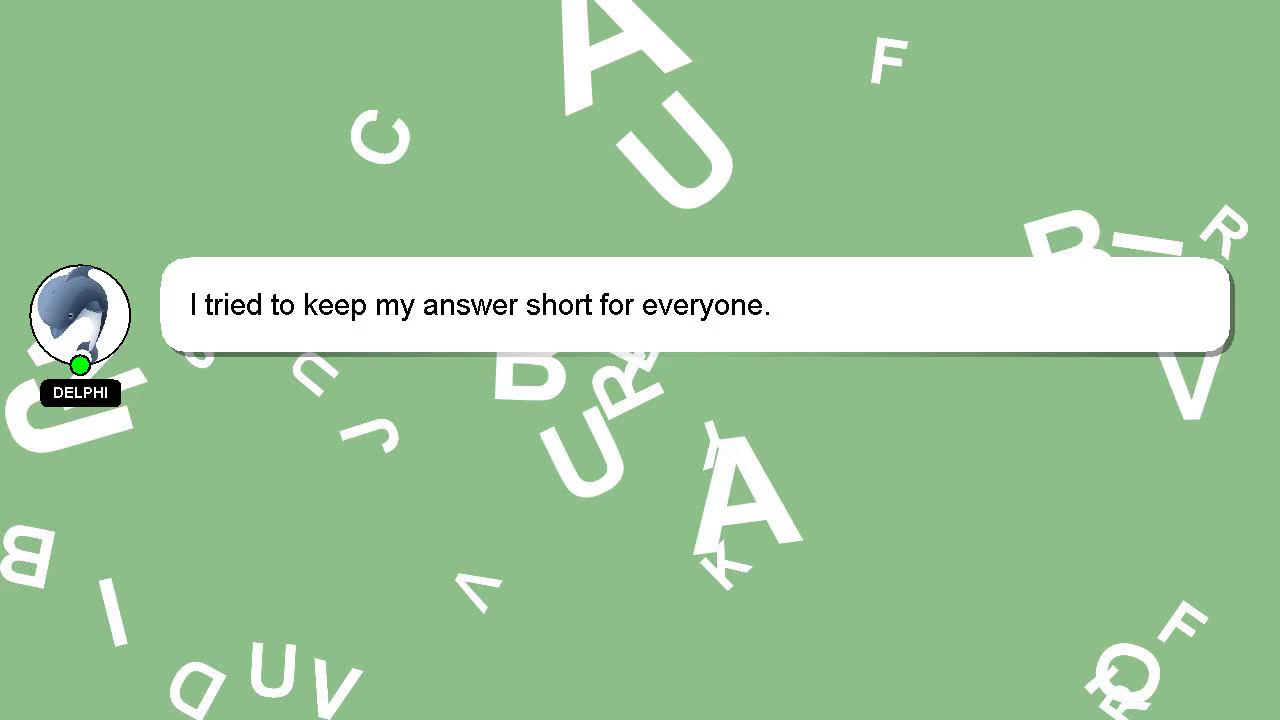 I tried to keep my answer short for everyone.
DELPHI
A
F
C
U
B
I
R
V
U
B
R
J
U
A
K
B
I
V
D
U
V
F
Q
R